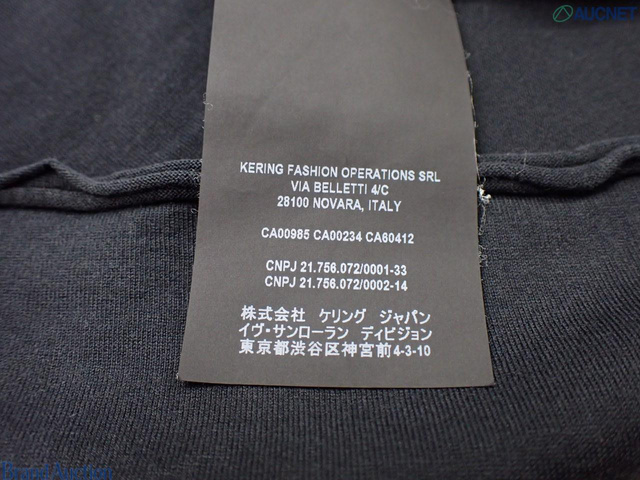 AUCNET
KERING FASHION OPERATIONS SRL
VIA BELLETTI 4/C
28100 NOVARA, ITALY
CA00985 CA00234 CA60412
CNPJ 21.756.072/0001-33
CNPJ 21.756.072/0002-14
株式会社 ケリング ジャパン
イヴ・サンローラン ディビジョン
東京都渋谷区神宮前4-3-10
Brand Auction